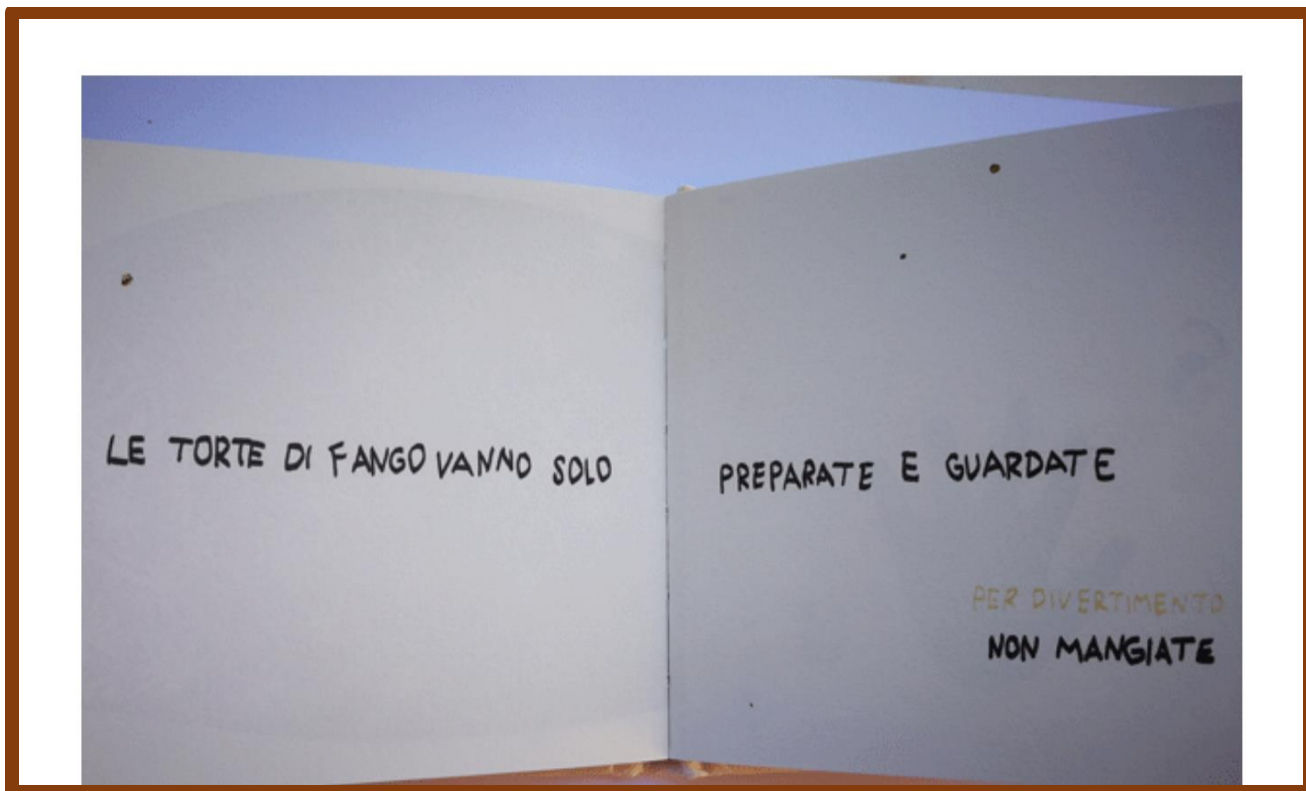 LE TORTE DI FANGO VANNO SOLO
PREPARATE E GUARDATE
PER DIVERTIMENTO
NON MANGIATE